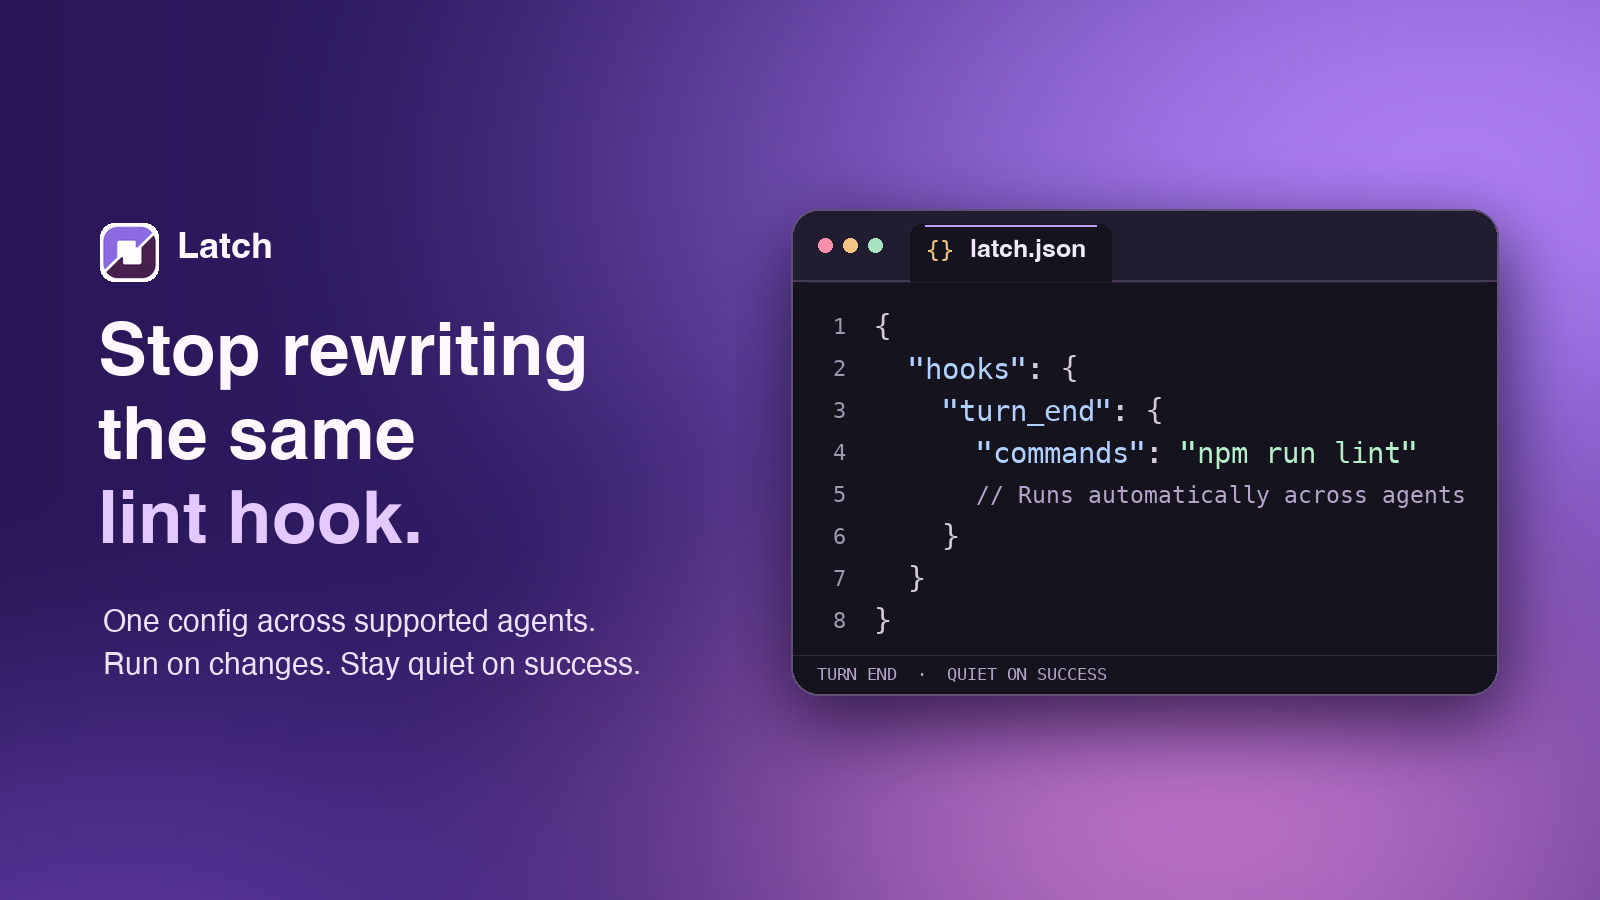 Latch
Stop rewriting
the same
lint hook.
One config across supported agents.
Run on changes. Stay quiet on success.
{} latch.json
1 {
2 "hooks": {
3 "turn_end": {
4 "commands": "npm run lint"
5 // Runs automatically across agents
6 }
7 }
8 }
TURN END · QUIET ON SUCCESS